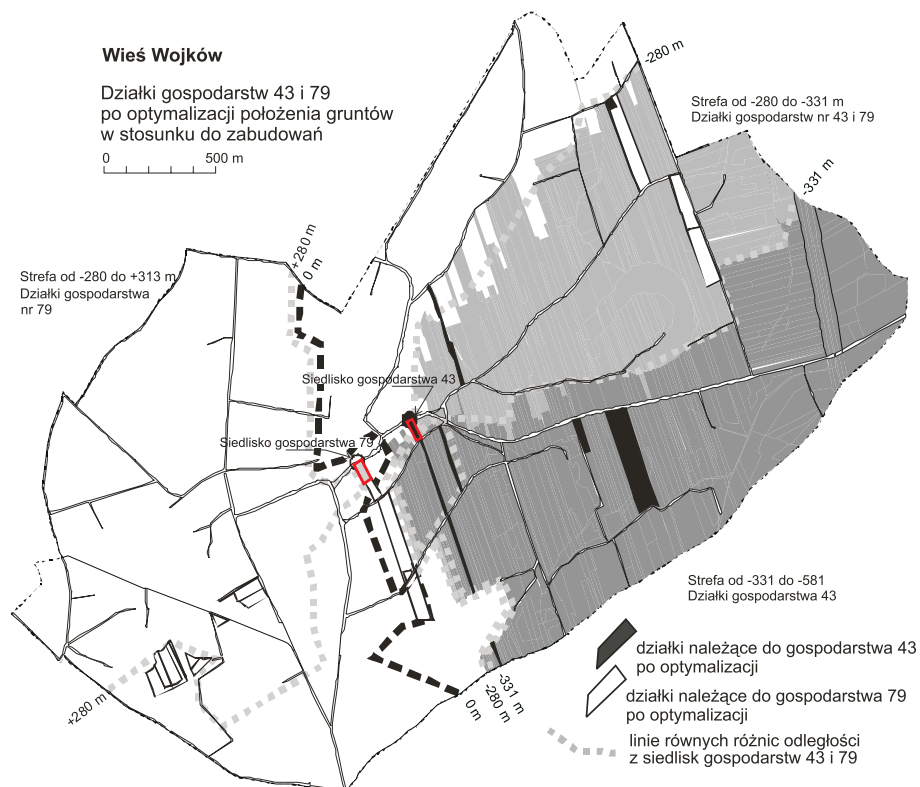 Wieś Wojków
Działki gospodarstw 43 i 79
po optymalizacji położenia gruntów
w stosunku do zabudowań
0 500 m
-280 m
Strefa od -280 do -331 m
Działki gospodarstw nr 43 i 79
-331 m
+280 m
0 m
Strefa od -280 do +313 m
Działki gospodarstwa
nr 79
Siedlisko gospodarstwa 43
Siedlisko gospodarstwa 79
Strefa od -331 do -581
Działki gospodarstwa 43
+280 m
0 m
-280 m
-331 m
działki należące do gospodarstwa 43
po optymalizacji
działki należące do gospodarstwa 79
po optymalizacji
linie równych różnic odległości
z siedlisk gospodarstw 43 i 79